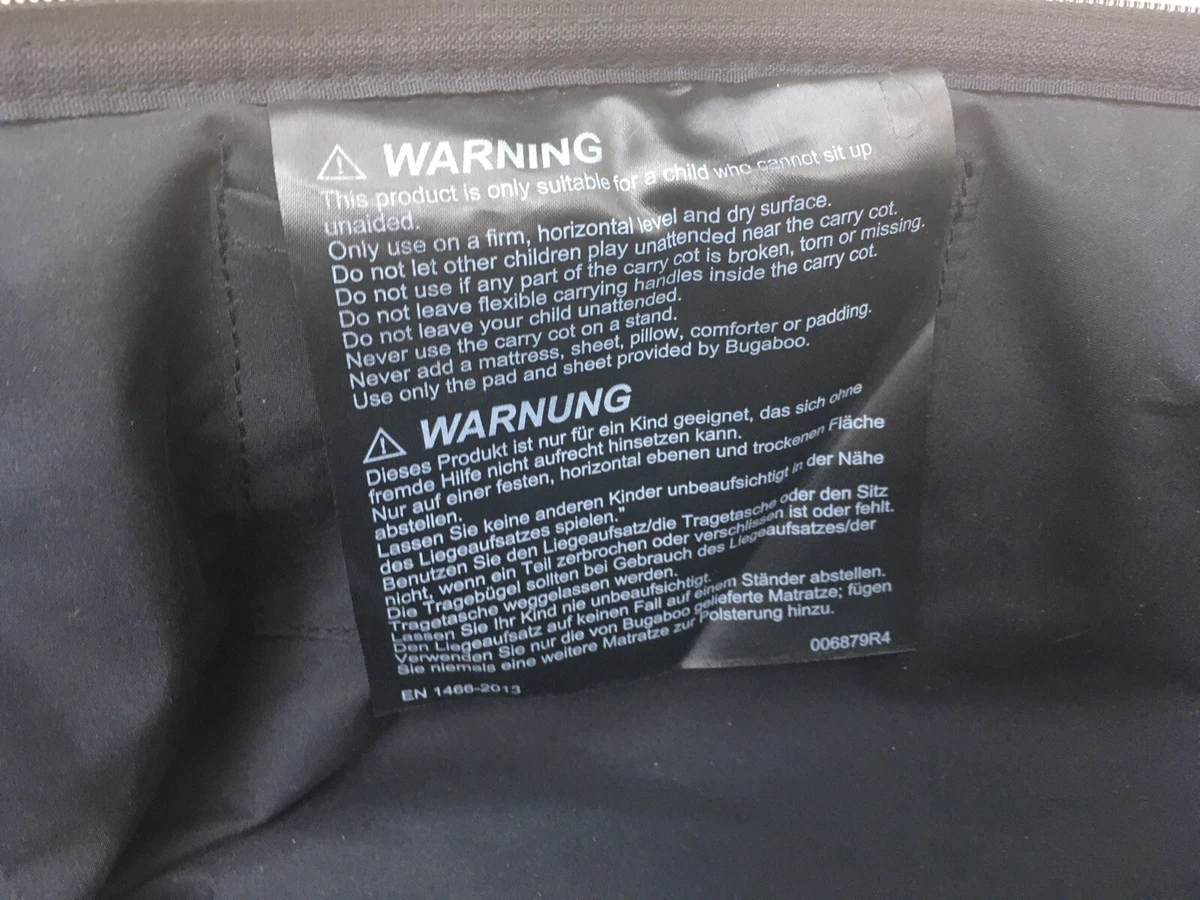 WARNING
This product is only suitable for a child who cannot sit up
unaided.
Only use on a firm, horizontal level and dry surface.
Do not let other children play unattended near the carry cot.
Do not use if any part of the carry cot is broken, torn or missing.
Do not leave flexible carrying handles inside the carry cot.
Do not leave your child unattended.
Never use the carry cot on a stand.
Never add a mattress, sheet, pillow, comforter or padding.
Use only the pad and sheet provided by Bugaboo.
WARNUNG
Dieses Produkt ist nur für ein Kind geeignet, das sich ohne
fremde Hilfe nicht aufrecht hinsetzen kann.
Nur auf einer festen, horizontal ebenen und trockenen Fläche
abstellen.
Lassen Sie keine anderen Kinder unbeaufsichtigt in der Nähe
des Liegeaufsatzes spielen."
Benutzen Sie den Liegeaufsatz/die Tragetasche oder den Sitz
nicht, wenn ein Teil zerbrochen oder verschlissen ist oder fehlt.
Die Tragebügel sollten bei Gebrauch des Liegeaufsatzes/der
Tragetasche weggelassen werden.
Lassen Sie Ihr Kind nie unbeaufsichtigt.
Den Liegeaufsatz auf keinen Fall auf einem Ständer abstellen.
Verwenden Sie nur die von Bugaboo gelieferte Matratze; fügen
Sie niemals eine weitere Matratze zur Polsterung hinzu.
006879R4
EN 1466-2013